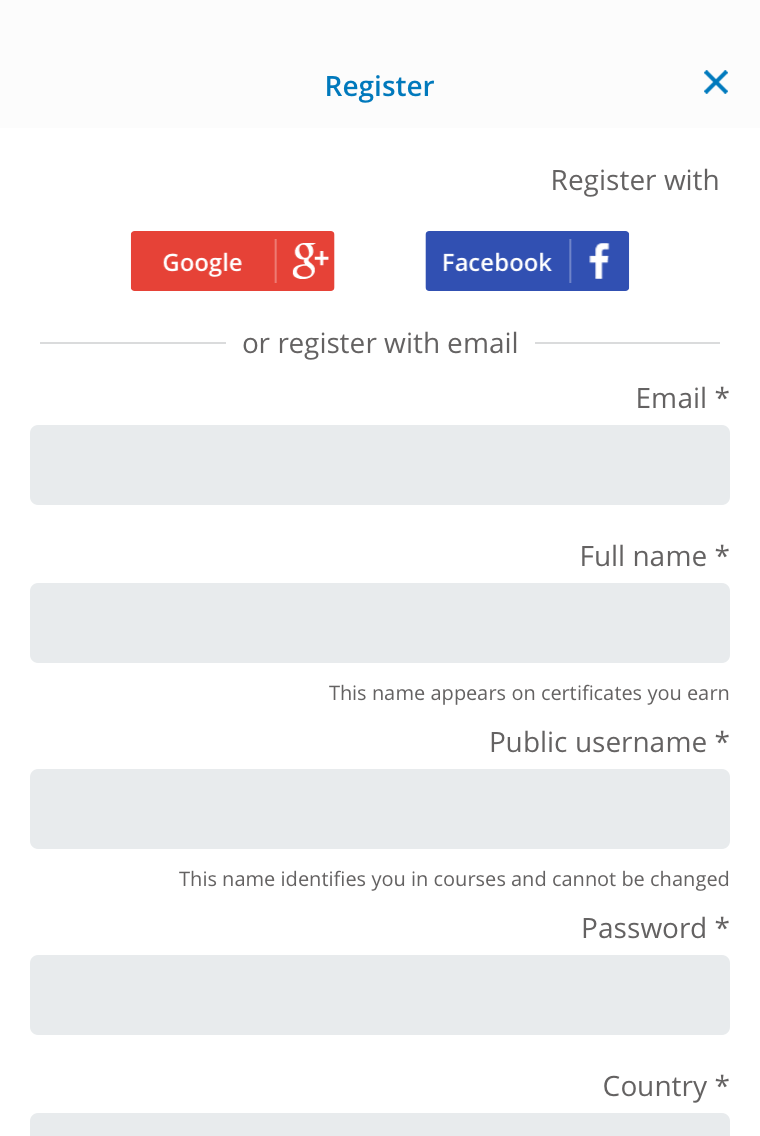 Register
Register with
Google g+
Facebook f
or register with email
Email *
Full name *
This name appears on certificates you earn
Public username *
This name identifies you in courses and cannot be changed
Password *
Country *